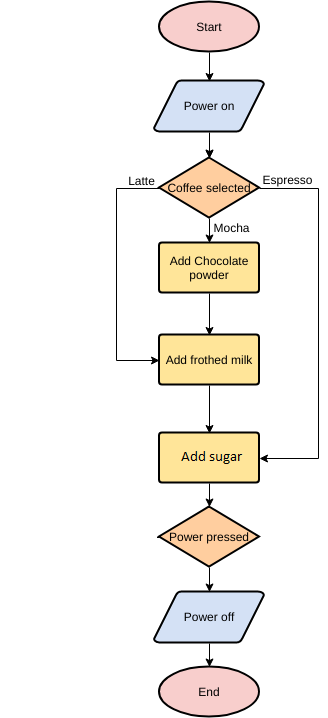 Start
Power on
Latte
Coffee selected
Espresso
Mocha
Add Chocolate
powder
Add frothed milk
Add sugar
Power pressed
Power off
End